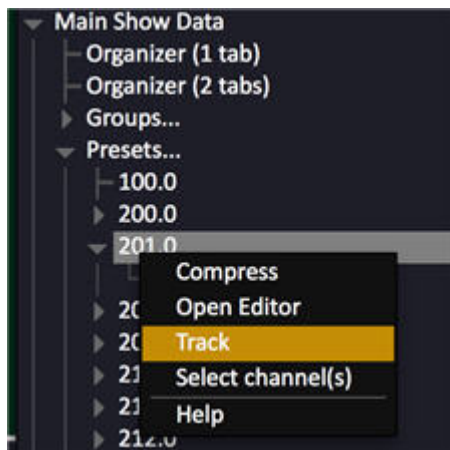 Main Show Data
Organizer (1 tab)
Organizer (2 tabs)
Groups...
Presets...
100.0
200.0
201.0
Compress
Open Editor
Track
Select channel(s)
Help
212.0